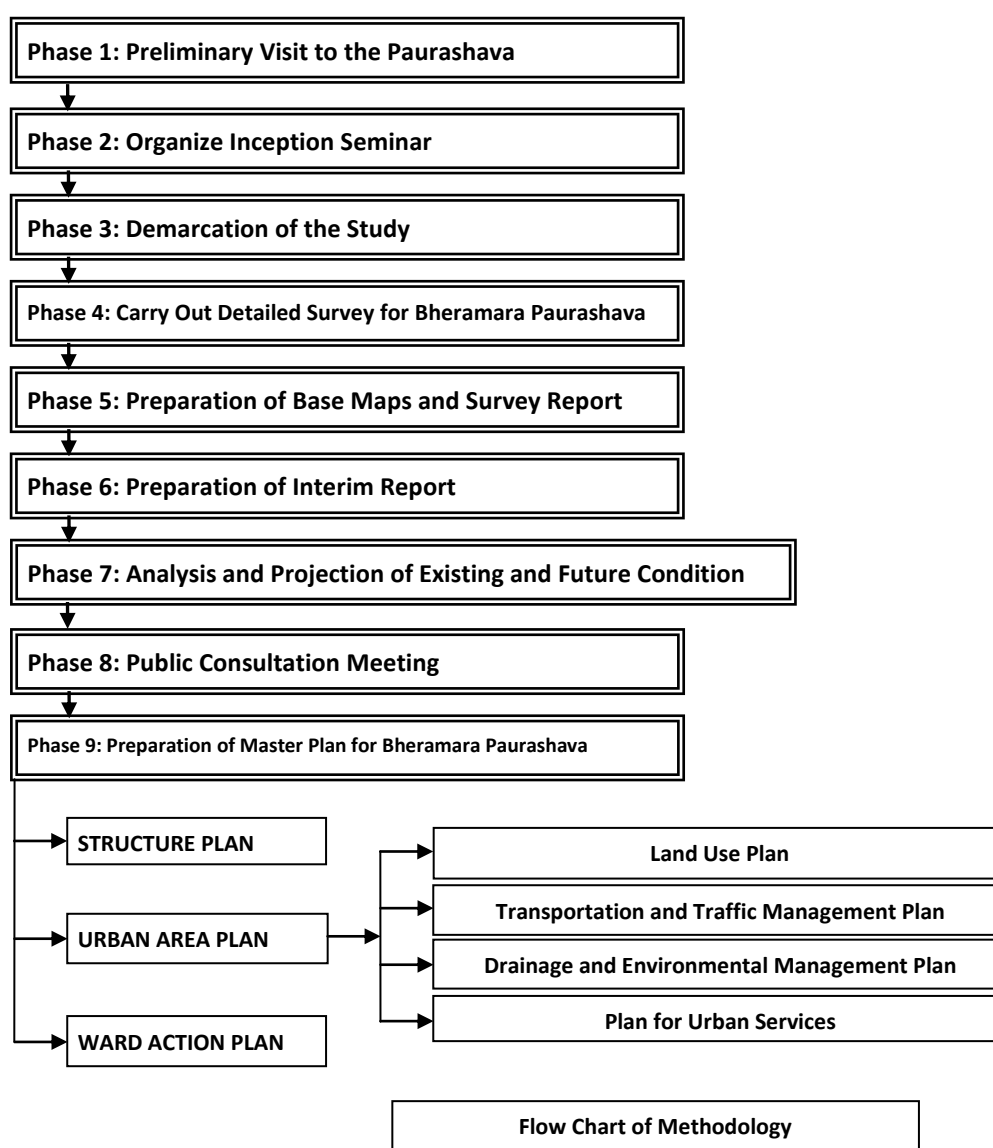 Phase 1: Preliminary Visit to the Paurashava
Phase 2: Organize Inception Seminar
Phase 3: Demarcation of the Study
Phase 4: Carry Out Detailed Survey for Bheramara Paurashava
Phase 5: Preparation of Base Maps and Survey Report
Phase 6: Preparation of Interim Report
Phase 7: Analysis and Projection of Existing and Future Condition
Phase 8: Public Consultation Meeting
Phase 9: Preparation of Master Plan for Bheramara Paurashava
STRUCTURE PLAN
URBAN AREA PLAN
WARD ACTION PLAN
Land Use Plan
Transportation and Traffic Management Plan
Drainage and Environmental Management Plan
Plan for Urban Services
Flow Chart of Methodology